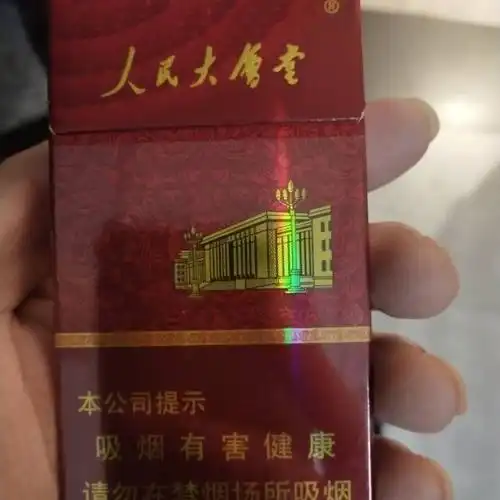 ®
人民大會堂
本公司提示
吸烟有害健康
请勿在禁烟场所吸烟